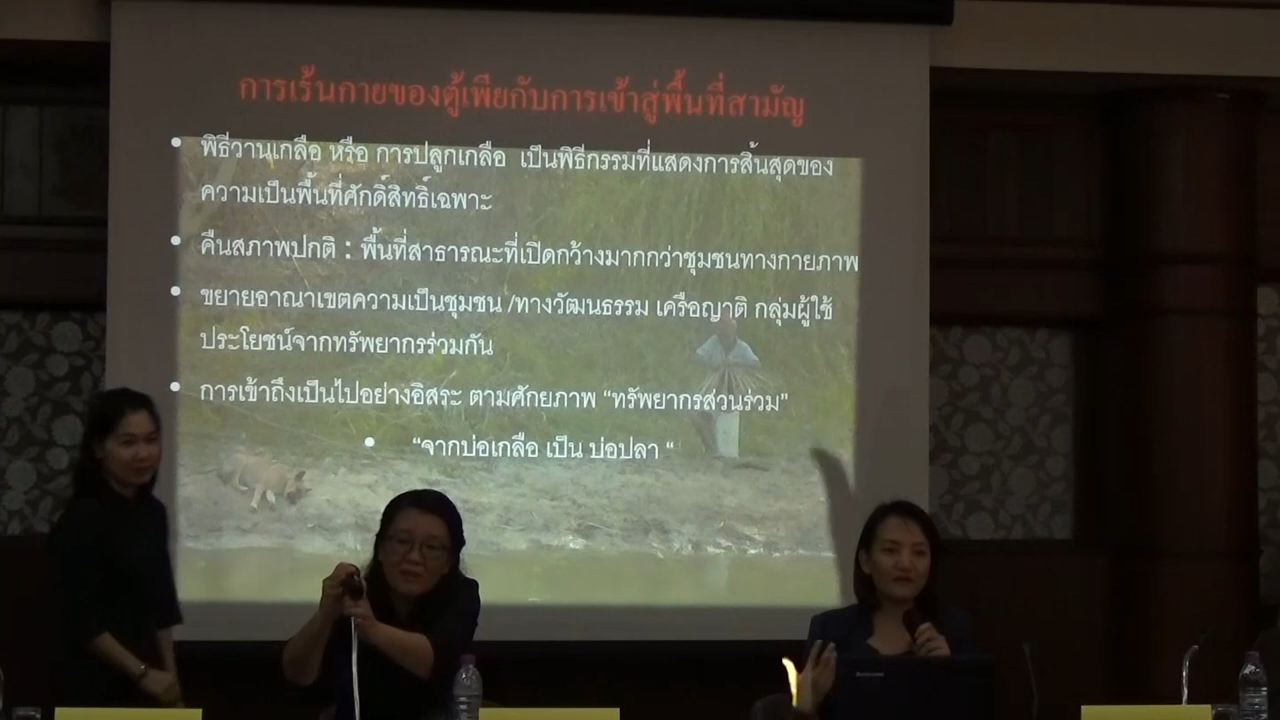 การเร้นกายของตู้เพียกับการเข้าสู่พื้นที่สามัญ
• พิธีวานเกลือ หรือ การปลูกเกลือ เป็นพิธีกรรมที่แสดงการสิ้นสุดของ
ความเป็นพื้นที่ศักดิ์สิทธิ์เฉพาะ
• คืนสภาพปกติ : พื้นที่สาธารณะที่เปิดกว้างมากกว่าชุมชนทางกายภาพ
• ขยายอาณาเขตความเป็นชุมชน /ทางวัฒนธรรม เครือญาติ กลุ่มผู้ใช้
ประโยชน์จากทรัพยากรร่วมกัน
• การเข้าถึงเป็นไปอย่างอิสระ ตามศักยภาพ “ทรัพยากรส่วนร่วม”
• “จากบ่อเกลือ เป็น บ่อปลา “